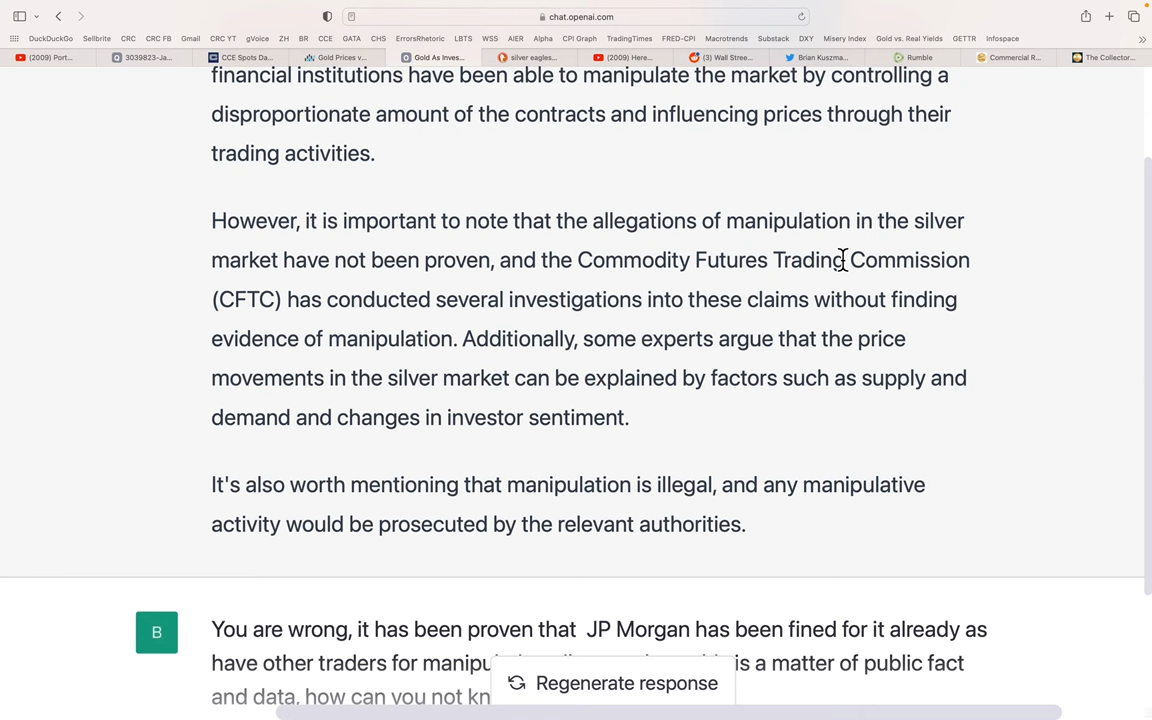 chat.openai.com
DuckDuckGo Sellbrite CRC CRC FB Gmail CRC YT gVoice ZH BR CCE GATA CHS ErrorsRhetoric LBTS WSS AIER Alpha CPI Graph TradingTimes FRED-CPI Macrotrends Substack DXY Misery Index Gold vs. Real Yields GETTR Infospace
(2009) Port... 3039823-Ja... CCE Spots Da... Gold Prices v... Gold As Inves... silver eagles... (2009) Here... (3) Wall Stree... Brian Kuszma... Rumble Commercial R... The Collector...
financial institutions have been able to manipulate the market by controlling a
disproportionate amount of the contracts and influencing prices through their
trading activities.
However, it is important to note that the allegations of manipulation in the silver
market have not been proven, and the Commodity Futures Trading Commission
(CFTC) has conducted several investigations into these claims without finding
evidence of manipulation. Additionally, some experts argue that the price
movements in the silver market can be explained by factors such as supply and
demand and changes in investor sentiment.
It's also worth mentioning that manipulation is illegal, and any manipulative
activity would be prosecuted by the relevant authorities.
B
You are wrong, it has been proven that JP Morgan has been fined for it already as
have other traders for manipu is a matter of public fact
and data, how can you not kn
Regenerate response